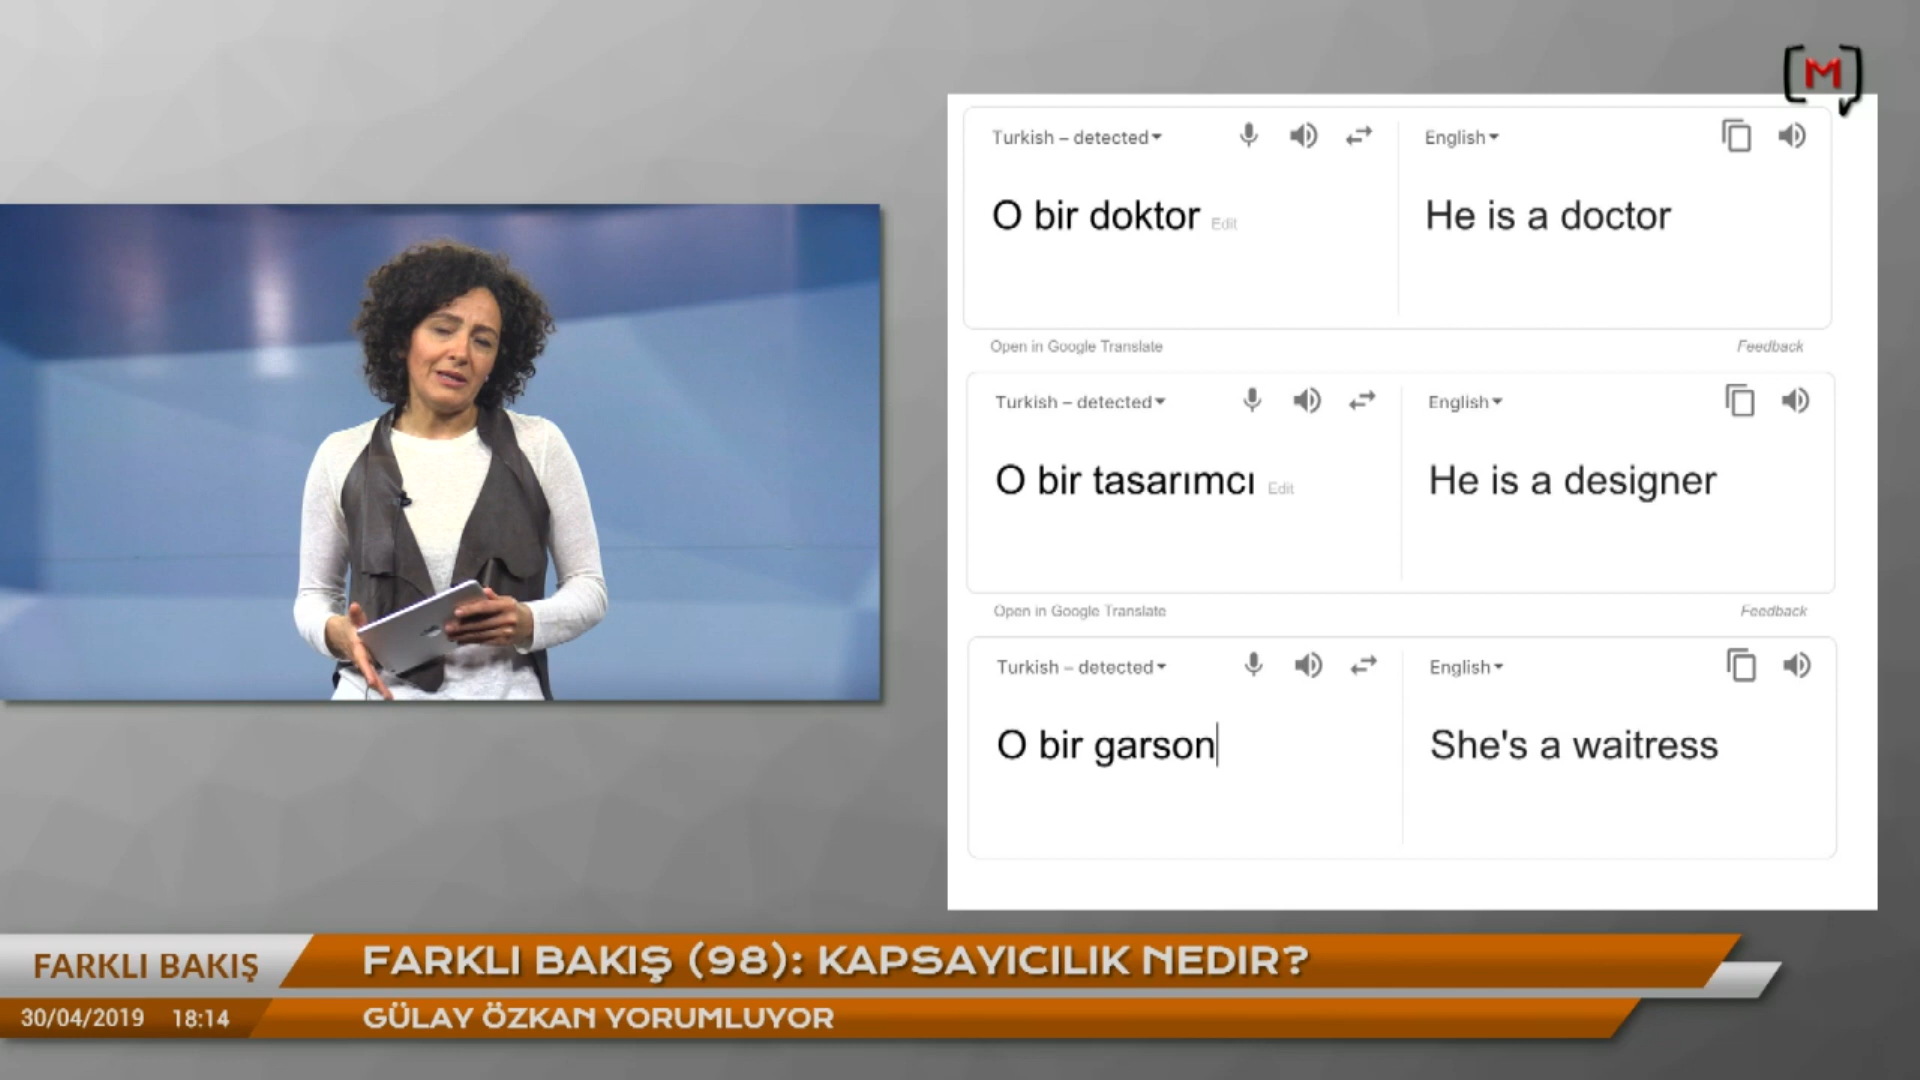 M
Turkish – detected
English
O bir doktor Edit
He is a doctor
Open in Google Translate
Feedback
Turkish – detected
English
O bir tasarımcı Edit
He is a designer
Open in Google Translate
Feedback
Turkish – detected
English
O bir garson
She's a waitress
FARKLI BAKIŞ
FARKLI BAKIŞ (98): KAPSAYICILIK NEDIR?
30/04/2019 18:14
GÜLAY ÖZKAN YORUMLUYOR